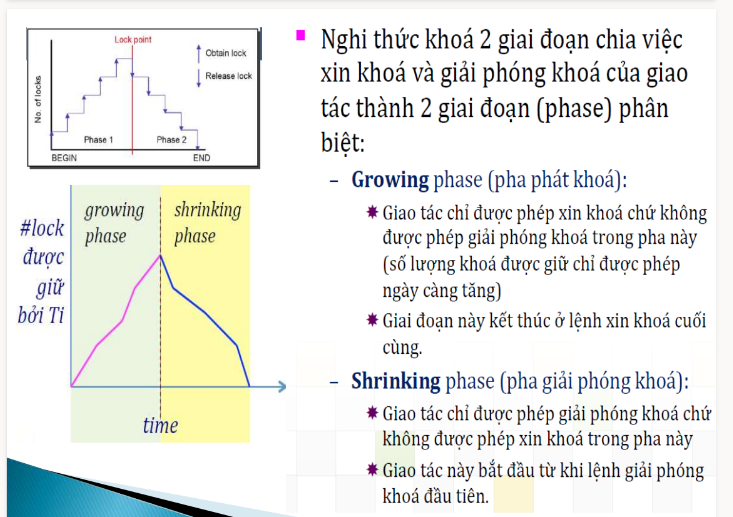 Lock point
Obtain lock
Release lock
No. of locks
Phase 1
Phase 2
BEGIN
END
growing
phase
shrinking
phase
#lock
được
giữ
bởi Ti
time
Nghi thức khoá 2 giai đoạn chia việc
xin khoá và giải phóng khoá của giao
tác thành 2 giai đoạn (phase) phân
biệt:
– Growing phase (pha phát khoá):
Giao tác chỉ được phép xin khoá chứ không
được phép giải phóng khoá trong pha này
(số lượng khoá được giữ chỉ được phép
ngày càng tăng)
Giai đoạn này kết thúc ở lệnh xin khoá cuối
cùng.
– Shrinking phase (pha giải phóng khoá):
Giao tác chỉ được phép giải phóng khoá chứ
không được phép xin khoá trong pha này
Giao tác này bắt đầu từ khi lệnh giải phóng
khoá đầu tiên.